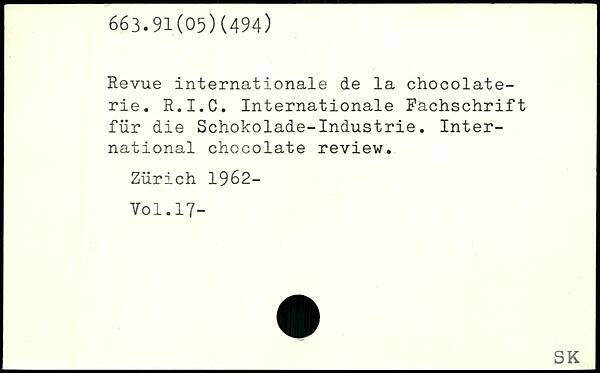 663.91(05)(494)
Revue internationale de la chocolate-
rie. R.I.C. Internationale Fachschrift
für die Schokolade-Industrie. Inter-
national chocolate review.
Zürich 1962-
Vol.17-
SK